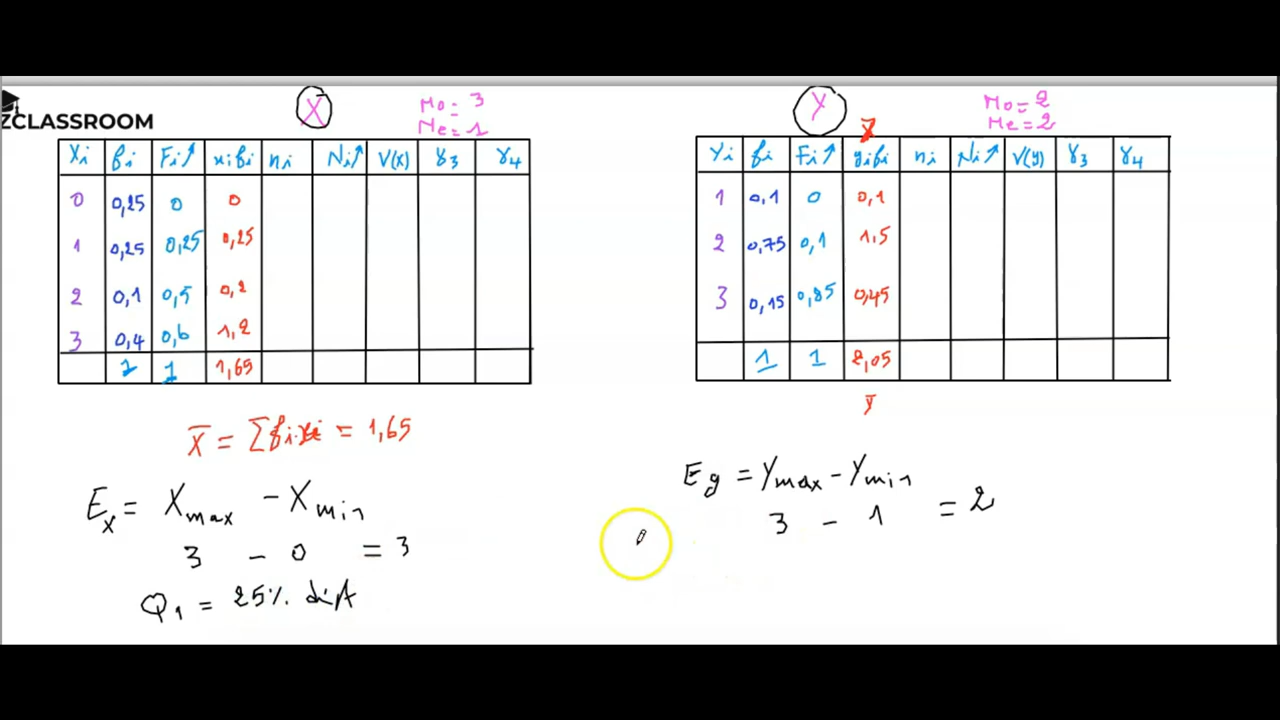 ZCLASSROOM
X
Mo = 3
Me = 1
Xi fi Fi↑ xifi ni Ni↑ V(X) γ3 γ4
0 0,25 0 0
1 0,25 0,25 0,25
2 0,1 0,5 0,2
3 0,4 0,6 1,2
1 1 1,65
X̄ = ∑fi.xi = 1,65
Ex = Xmax - Xmin
3 - 0 = 3
Q1 = 25%
Y
Mo = 2
Me = 2
Yi fi Fi↑ yifi ni Ni↑ V(y) γ3 γ4
1 0,1 0 0,1
2 0,75 0,1 1,5
3 0,15 0,85 0,45
1 1 2,05
Ȳ
Ey = Ymax - Ymin
3 - 1 = 2